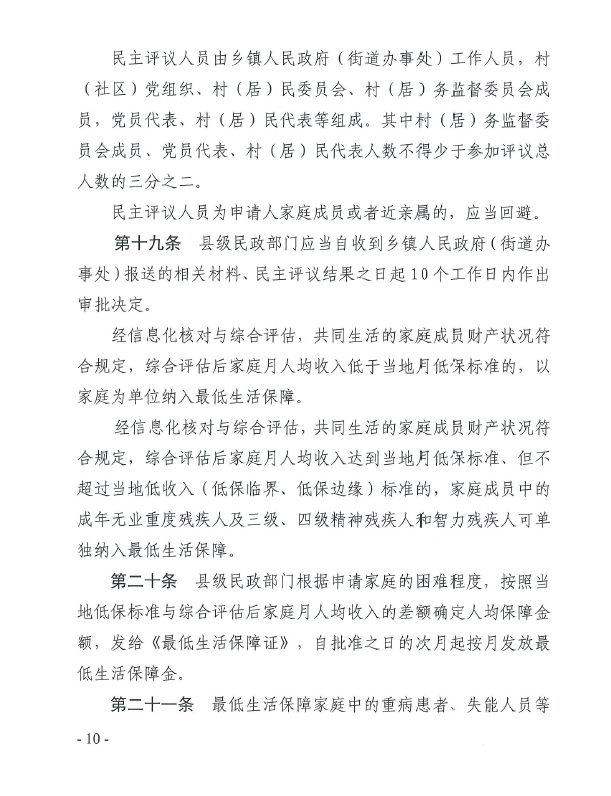 民主评议人员由乡镇人民政府（街道办事处）工作人员，村
（社区）党组织、村（居）民委员会、村（居）务监督委员会成
员，党员代表、村（居）民代表等组成。其中村（居）务监督委
员会成员、党员代表、村（居）民代表人数不得少于参加评议总
人数的三分之二。
民主评议人员为申请人家庭成员或者近亲属的，应当回避。
第十九条 县级民政部门应当自收到乡镇人民政府（街道办
事处）报送的相关材料、民主评议结果之日起10个工作日内作出
审批决定。
经信息化核对与综合评估，共同生活的家庭成员财产状况符
合规定，综合评估后家庭月人均收入低于当地月低保标准的，以
家庭为单位纳入最低生活保障。
经信息化核对与综合评估，共同生活的家庭成员财产状况符
合规定，综合评估后家庭月人均收入达到当地月低保标准、但不
超过当地低收入（低保临界、低保边缘）标准的，家庭成员中的
成年无业重度残疾人及三级、四级精神残疾人和智力残疾人可单
独纳入最低生活保障。
第二十条 县级民政部门根据申请家庭的困难程度，按照当
地低保标准与综合评估后家庭月人均收入的差额确定人均保障金
额，发给《最低生活保障证》，自批准之日的次月起按月发放最
低生活保障金。
第二十一条 最低生活保障家庭中的重病患者、失能人员等
- 10 -